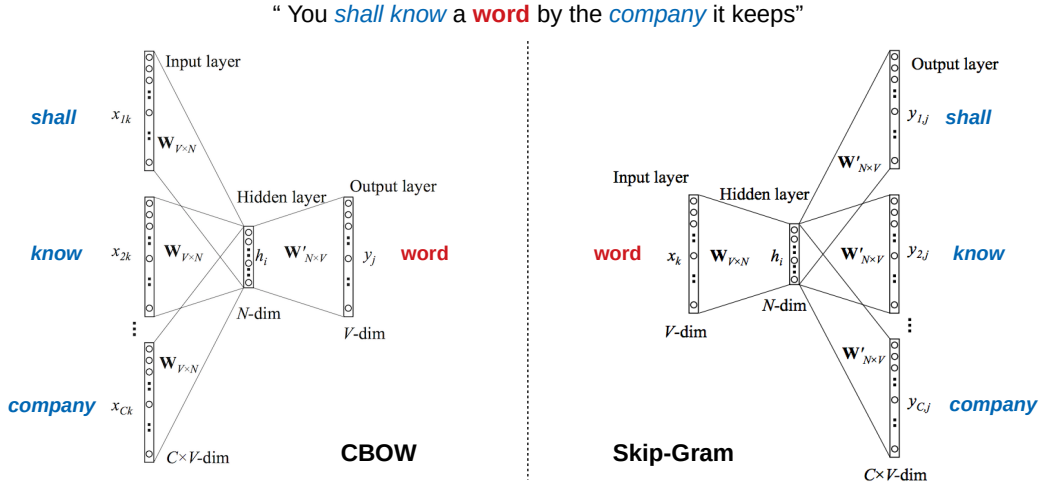 “ You shall know a word by the company it keeps”
Input layer
shall
x1k
WV×N
Hidden layer
Output layer
know
x2k
WV×N
hi
W'N×V
yj
word
N-dim
V-dim
WV×N
company
xCk
C×V-dim
CBOW
Output layer
y1,j
shall
W'N×V
Input layer
Hidden layer
word
xk
WV×N
hi
W'N×V
y2,j
know
N-dim
V-dim
W'N×V
yC,j
company
Skip-Gram
C×V-dim